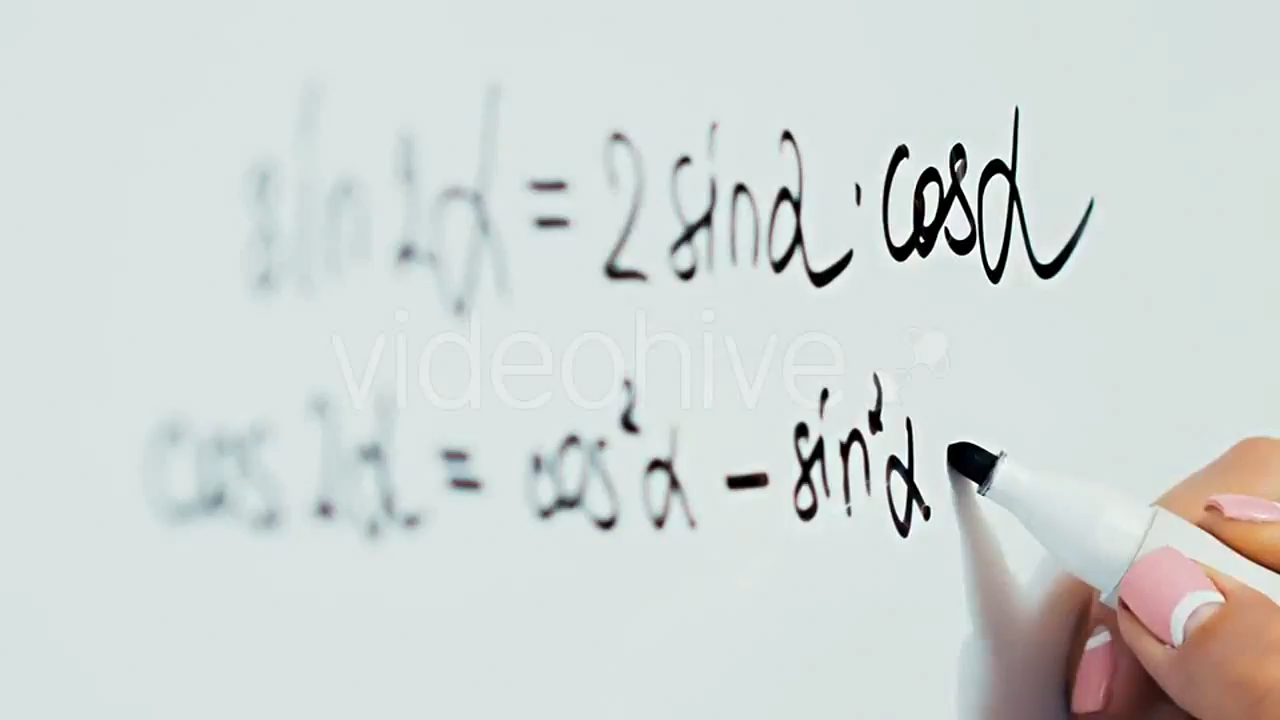 sin 2α = 2 sinα · cosα
videohive
cos 2α = cos²α − sin²α